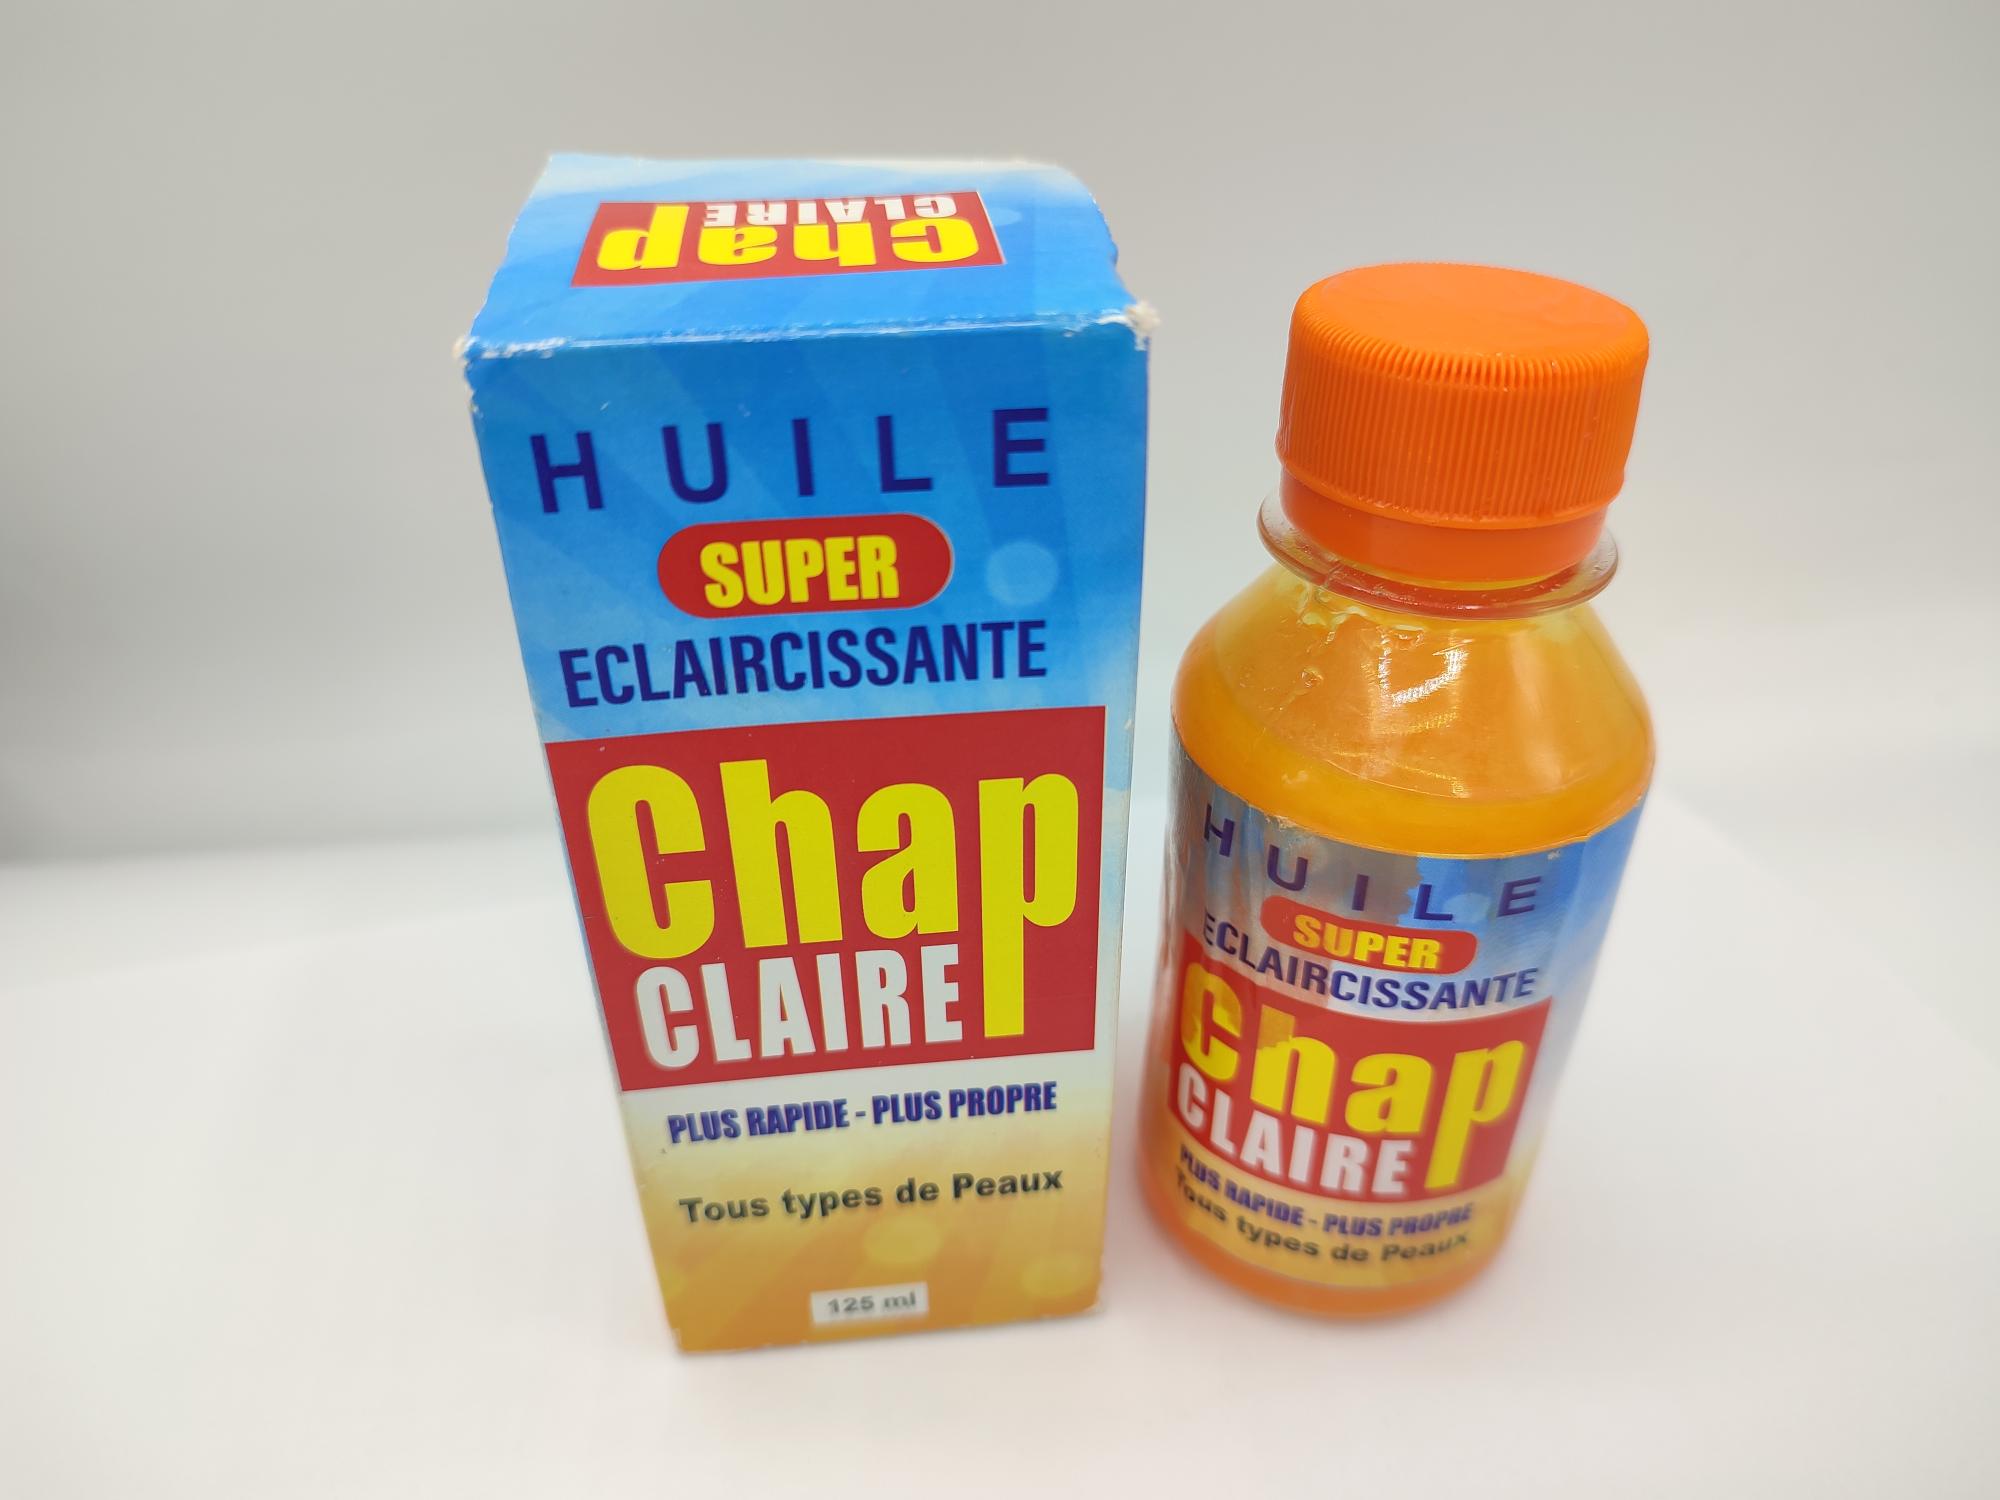 Chap
CLAIRE
HUILE
SUPER
ECLAIRCISSANTE
Chap
CLAIRE
PLUS RAPIDE - PLUS PROPRE
Tous types de Peaux
125 ml
HUILE
SUPER
ECLAIRCISSANTE
Chap
CLAIRE
PLUS RAPIDE - PLUS PROPRE
Tous types de Peaux